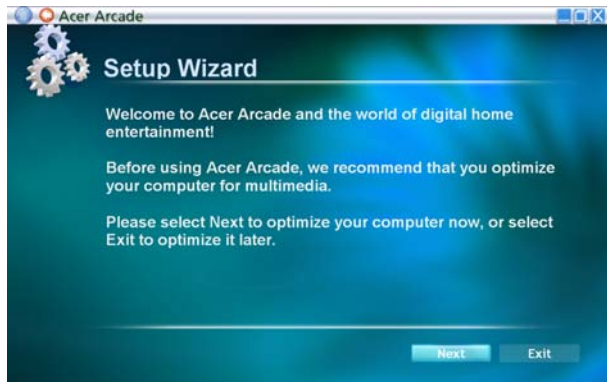 Acer Arcade
Setup Wizard
Welcome to Acer Arcade and the world of digital home
entertainment!
Before using Acer Arcade, we recommend that you optimize
your computer for multimedia.
Please select Next to optimize your computer now, or select
Exit to optimize it later.
Next
Exit